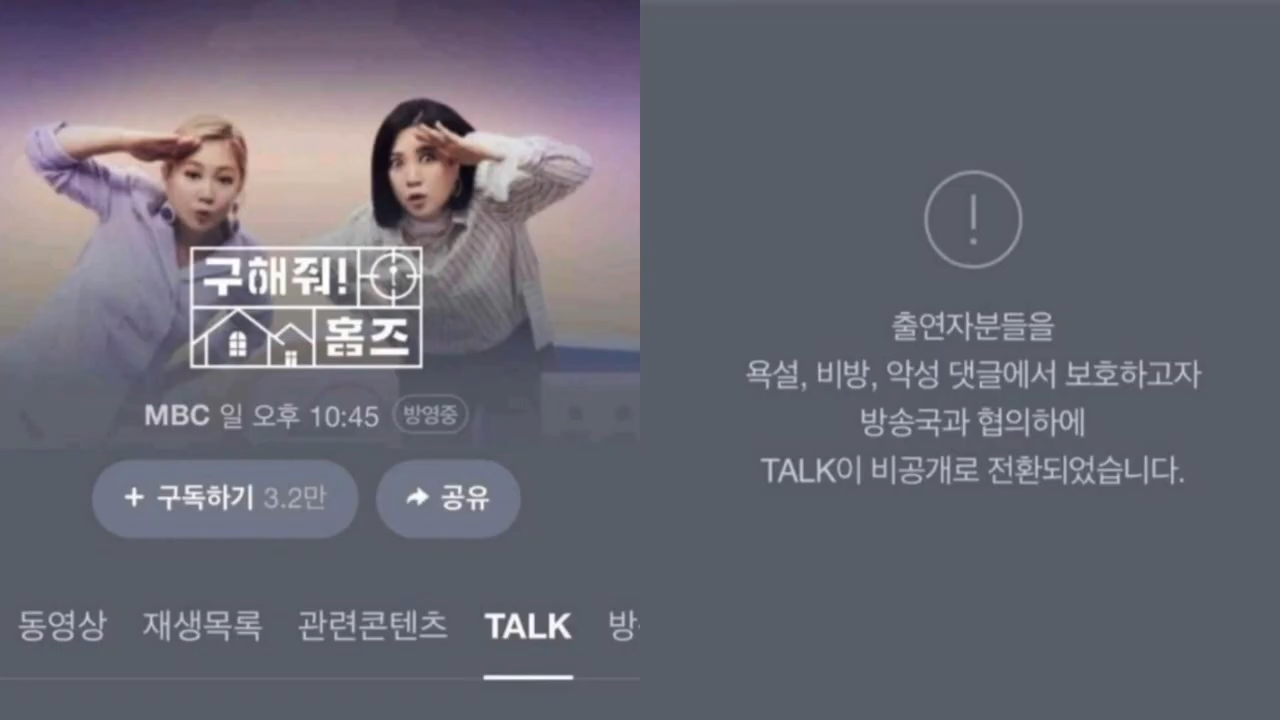 구해줘!
홈즈
MBC 일 오후 10:45 방영중
+ 구독하기 3.2만
공유
동영상 재생목록 관련콘텐츠 TALK 방
!
출연자분들을
욕설, 비방, 악성 댓글에서 보호하고자
방송국과 협의하에
TALK이 비공개로 전환되었습니다.